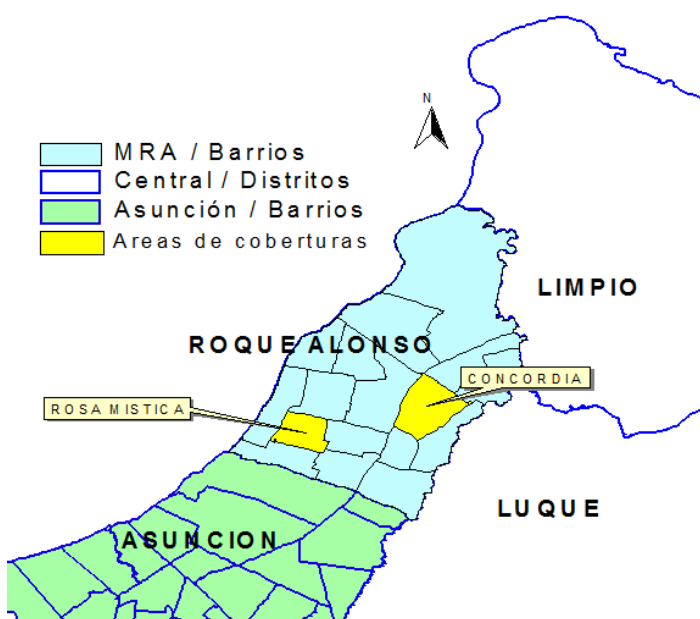 N
MRA / Barrios
Central / Distritos
Asunción / Barrios
Areas de coberturas
LIMPIO
ROQUE ALONSO
CONCORDIA
ROSA MISTICA
LUQUE
ASUNCION